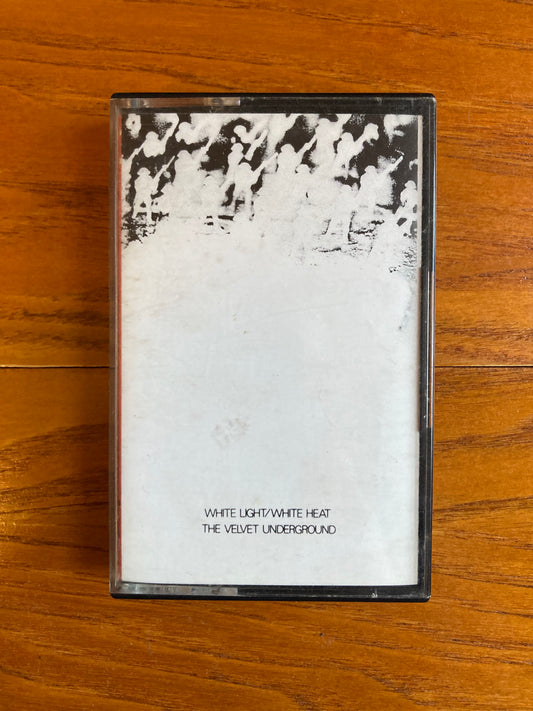 WHITE LIGHT/WHITE HEAT
THE VELVET UNDERGROUND